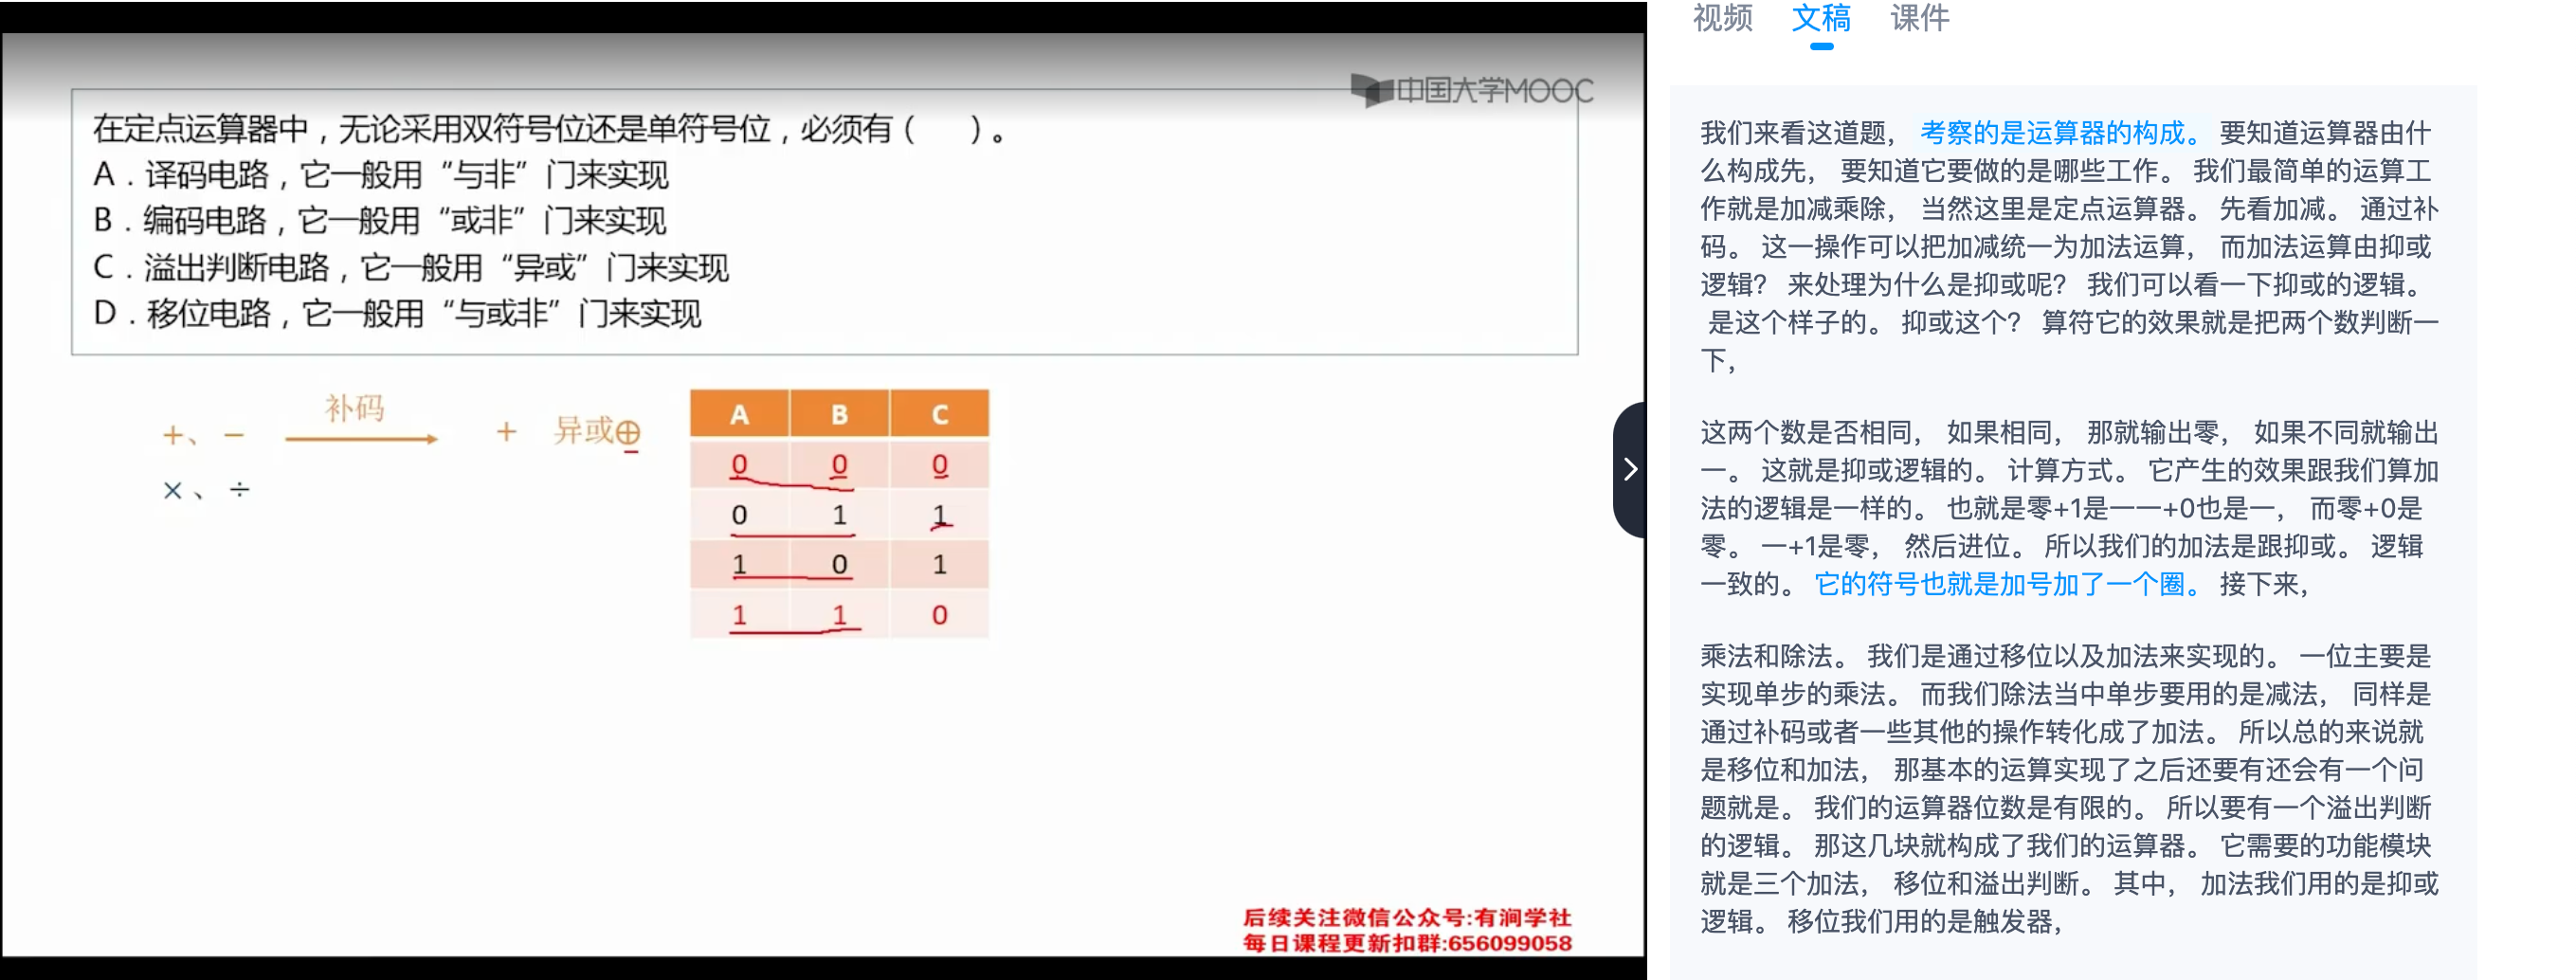 中国大学MOOC
在定点运算器中，无论采用双符号位还是单符号位，必须有（　　）。
A．译码电路，它一般用“与非”门来实现
B．编码电路，它一般用“或非”门来实现
C．溢出判断电路，它一般用“异或”门来实现
D．移位电路，它一般用“与或非”门来实现
+、－ 补码 + 异或⊕
×、÷
A B C
0 0 0
0 1 1
1 0 1
1 1 0
后续关注微信公众号:有涧学社
每日课程更新扣群:656099058
视频 文稿 课件
我们来看这道题， 考察的是运算器的构成。 要知道运算器由什
么构成先， 要知道它要做的是哪些工作。 我们最简单的运算工
作就是加减乘除， 当然这里是定点运算器。 先看加减。 通过补
码。 这一操作可以把加减统一为加法运算， 而加法运算由抑或
逻辑？ 来处理为什么是抑或呢？ 我们可以看一下抑或的逻辑。
是这个样子的。 抑或这个？ 算符它的效果就是把两个数判断一
下，
这两个数是否相同， 如果相同， 那就输出零， 如果不同就输出
一。 这就是抑或逻辑的。 计算方式。 它产生的效果跟我们算加
法的逻辑是一样的。 也就是零+1是一一+0也是一， 而零+0是
零。 一+1是零， 然后进位。 所以我们的加法是跟抑或。 逻辑
一致的。 它的符号也就是加号加了一个圈。 接下来，
乘法和除法。 我们是通过移位以及加法来实现的。 一位主要是
实现单步的乘法。 而我们除法当中单步要用的是减法， 同样是
通过补码或者一些其他的操作转化成了加法。 所以总的来说就
是移位和加法， 那基本的运算实现了之后还要有还会有一个问
题就是。 我们的运算器位数是有限的。 所以要有一个溢出判断
的逻辑。 那这几块就构成了我们的运算器。 它需要的功能模块
就是三个加法， 移位和溢出判断。 其中， 加法我们用的是抑或
逻辑。 移位我们用的是触发器，